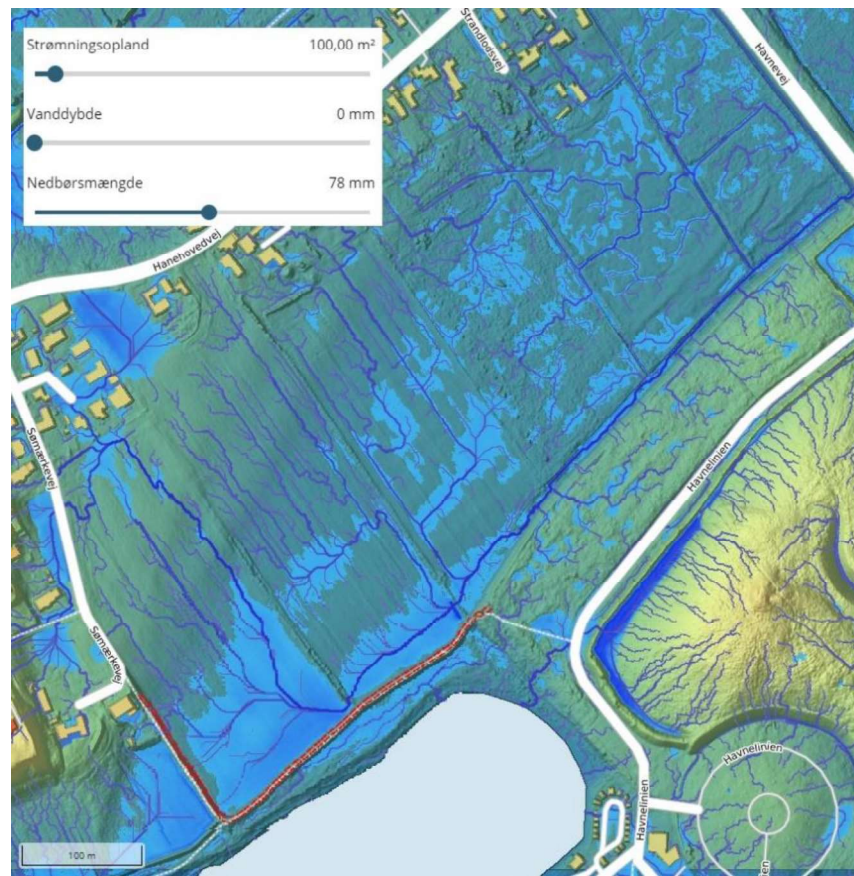 Strømningsopland 100,00 m²
Vanddybde 0 mm
Nedbørsmængde 78 mm
Strandlodsvej
Havnevej
Hanehovedvej
Sømærkevej
Havnelinien
Sømærkevej
Havnelinien
Havnelinien
100 m